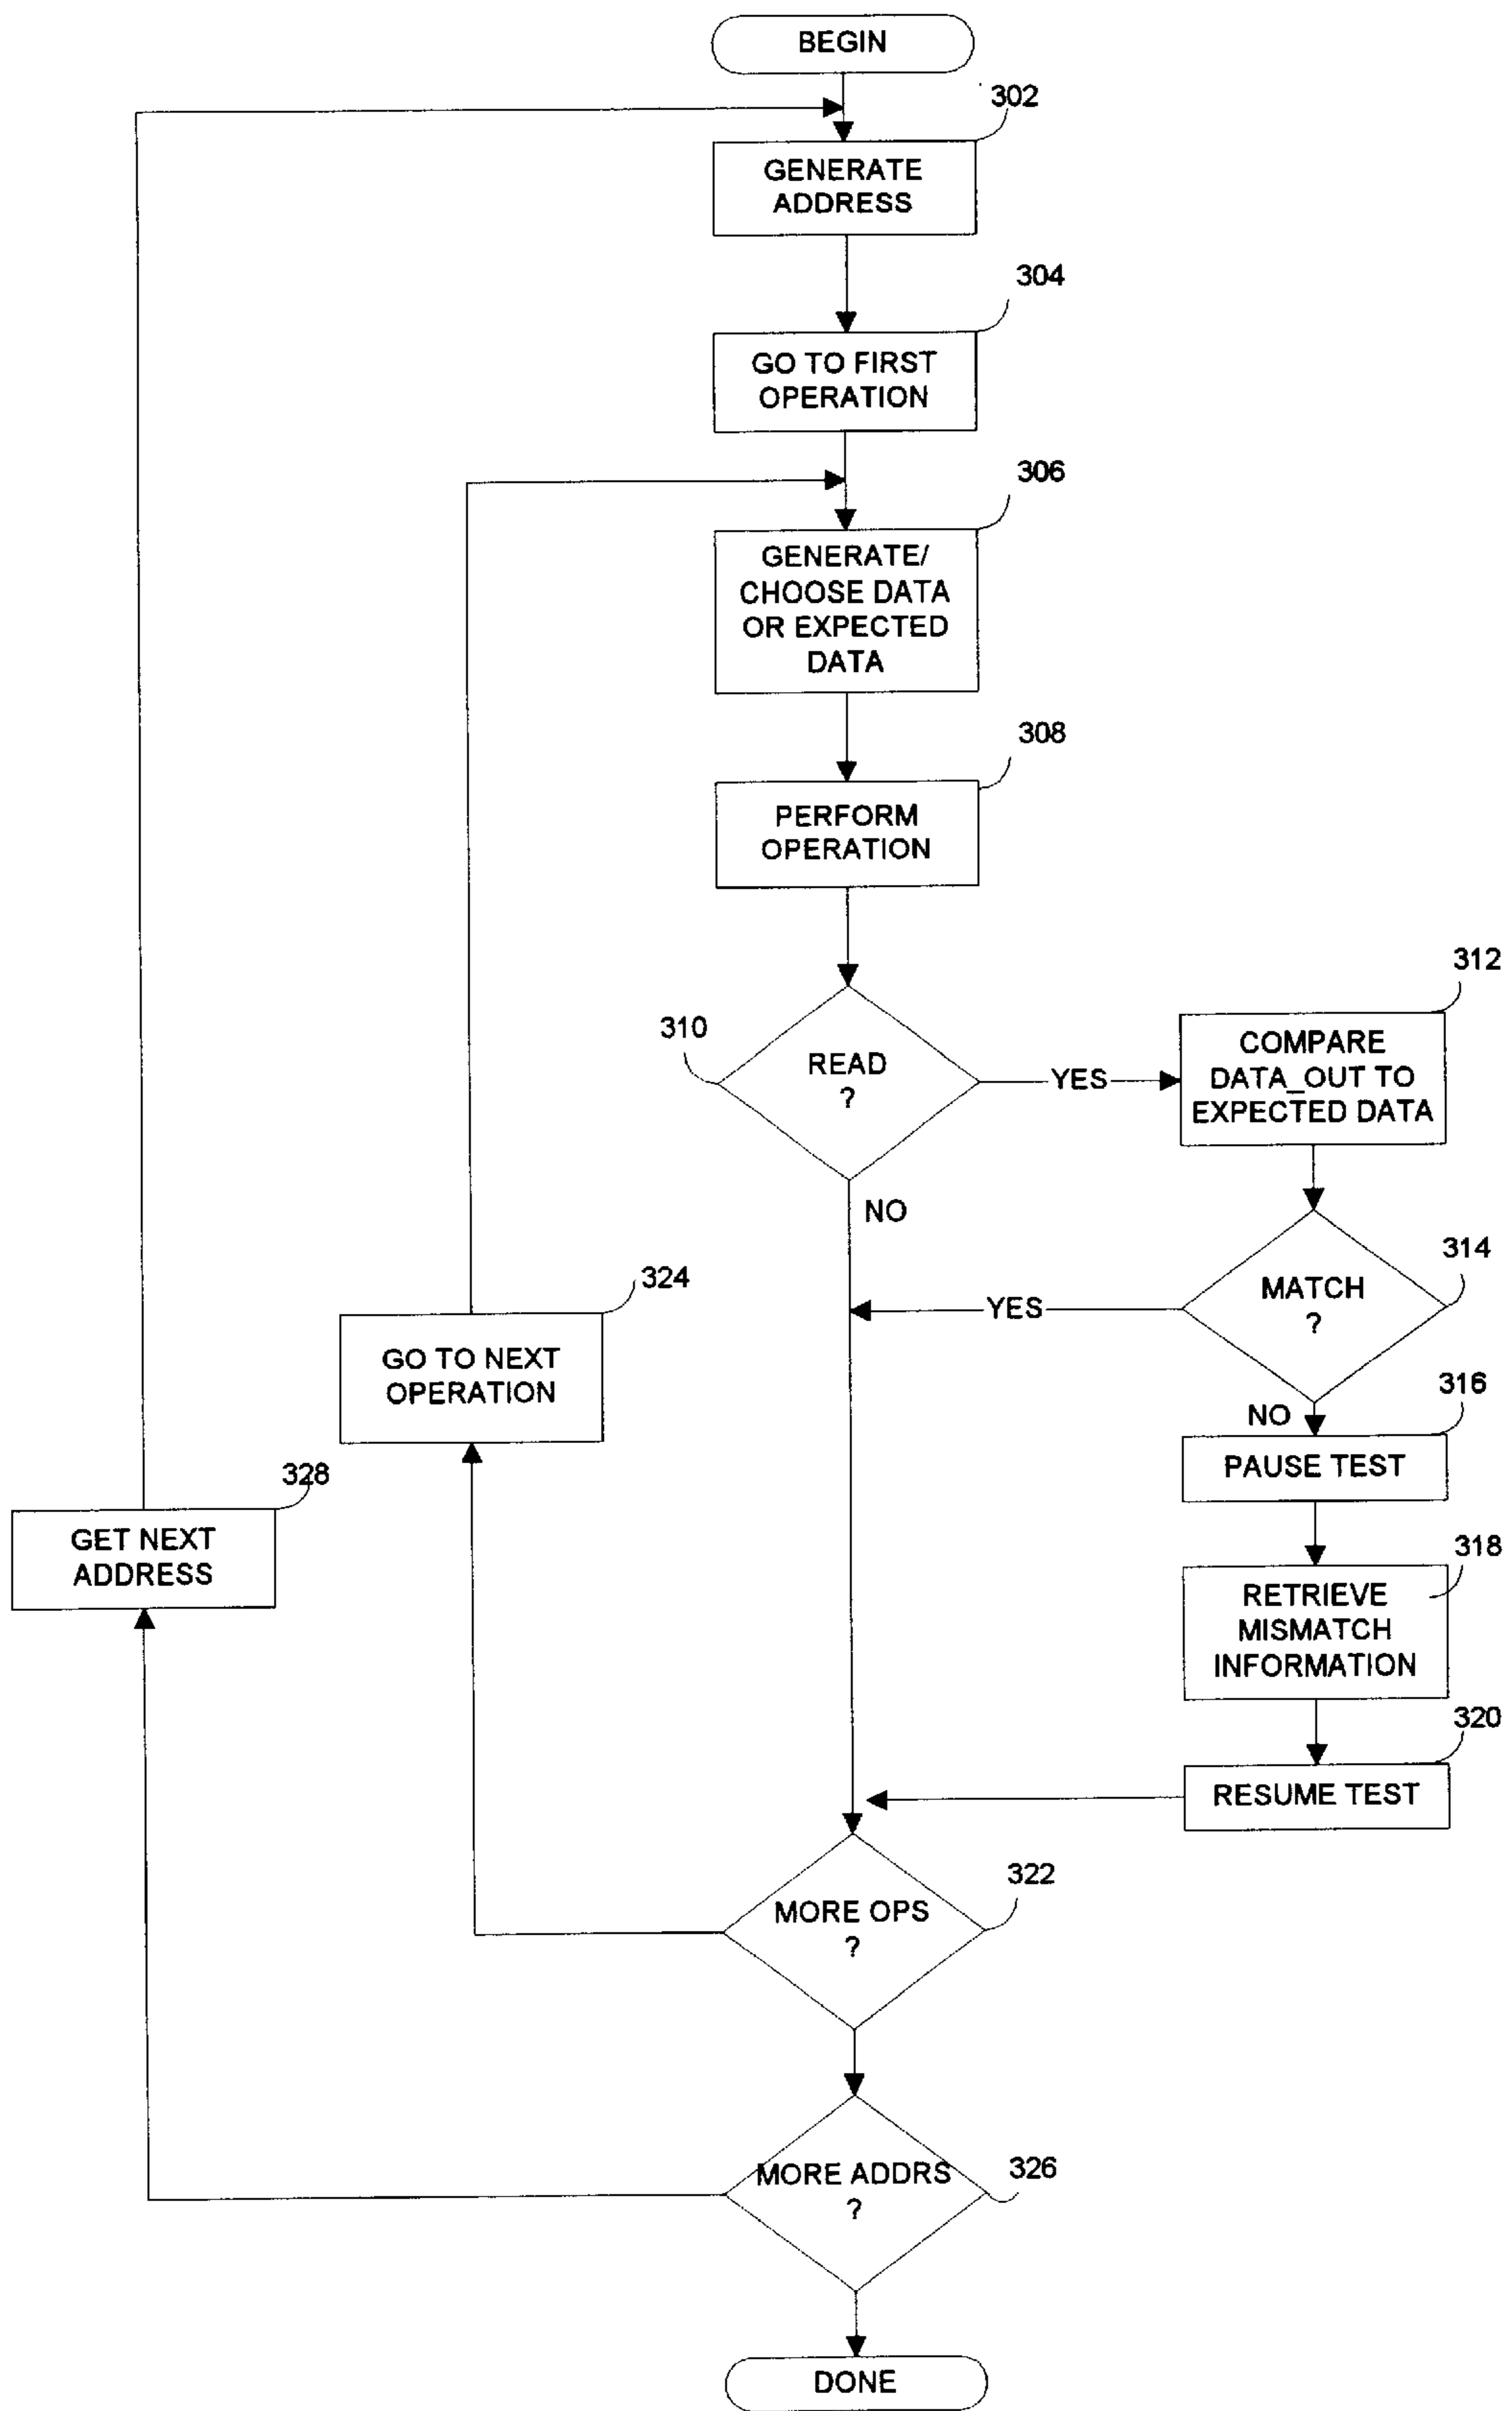 BEGIN
302
GENERATE
ADDRESS
304
GO TO FIRST
OPERATION
306
GENERATE/
CHOOSE DATA
OR EXPECTED
DATA
308
PERFORM
OPERATION
310
READ
?
YES
NO
312
COMPARE
DATA_OUT TO
EXPECTED DATA
314
MATCH
?
YES
NO
316
PAUSE TEST
318
RETRIEVE
MISMATCH
INFORMATION
320
RESUME TEST
322
MORE OPS
?
324
GO TO NEXT
OPERATION
326
MORE ADDRS
?
328
GET NEXT
ADDRESS
DONE